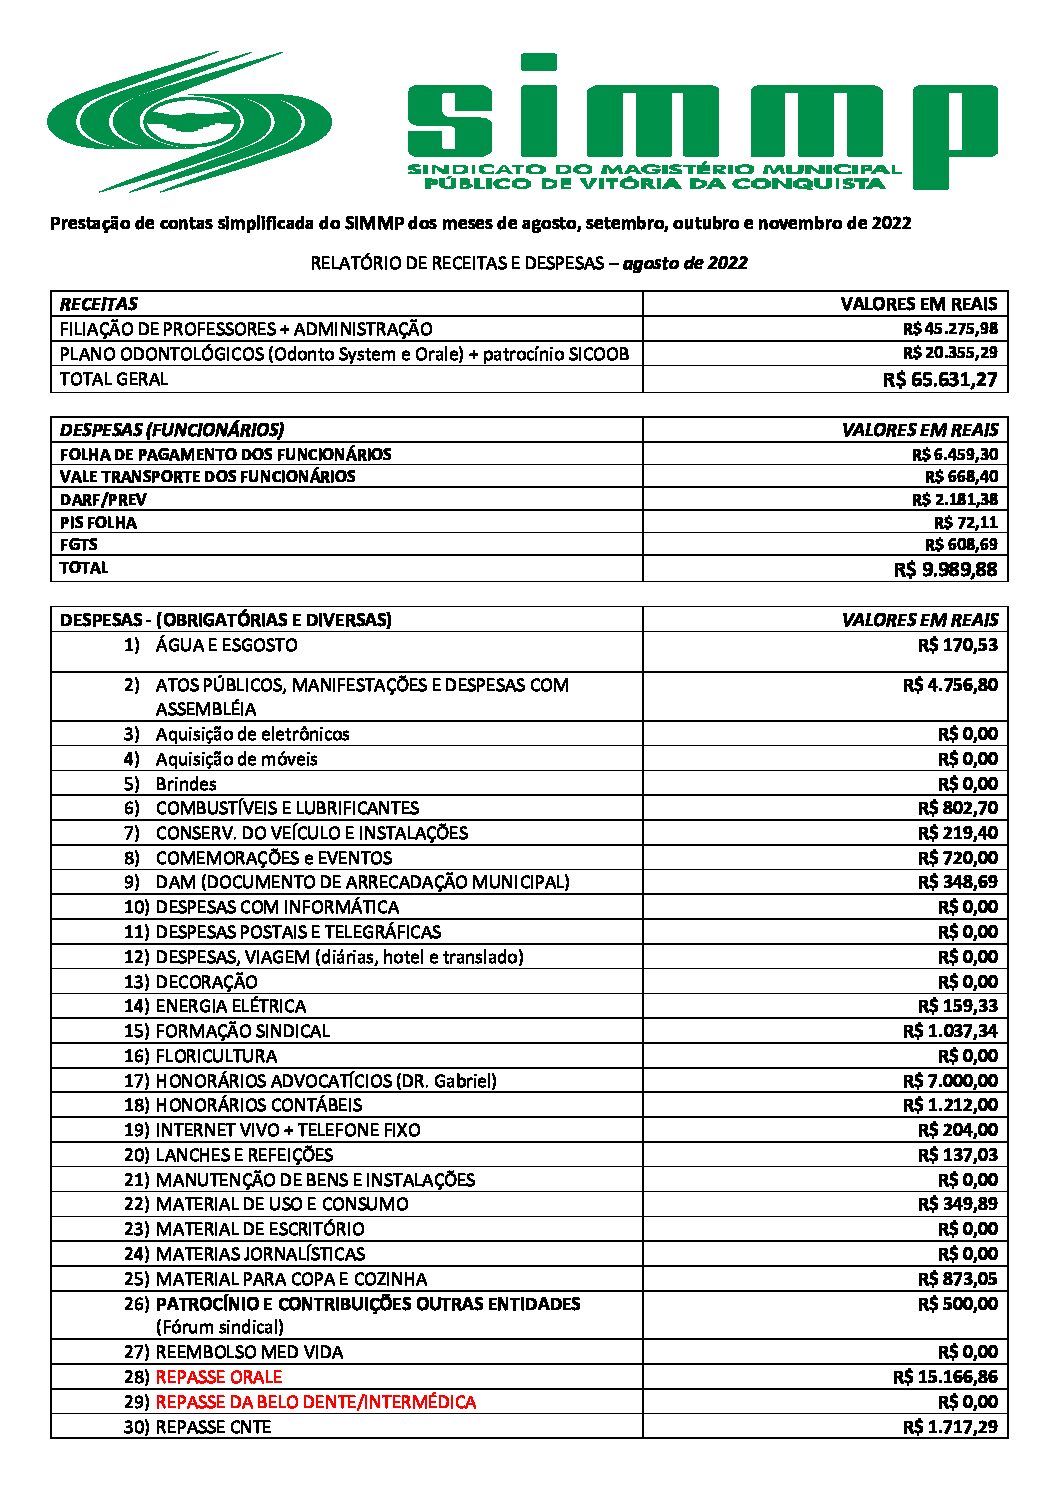 simmp
SINDICATO DO MAGISTÉRIO MUNICIPAL
PÚBLICO DE VITÓRIA DA CONQUISTA
Prestação de contas simplificada do SIMMP dos meses de agosto, setembro, outubro e novembro de 2022
RELATÓRIO DE RECEITAS E DESPESAS – agosto de 2022
RECEITAS VALORES EM REAIS
FILIAÇÃO DE PROFESSORES + ADMINISTRAÇÃO R$ 45.275,98
PLANO ODONTOLÓGICOS (Odonto System e Orale) + patrocínio SICOOB R$ 20.355,29
TOTAL GERAL R$ 65.631,27
DESPESAS (FUNCIONÁRIOS) VALORES EM REAIS
FOLHA DE PAGAMENTO DOS FUNCIONÁRIOS R$ 6.459,30
VALE TRANSPORTE DOS FUNCIONÁRIOS R$ 668,40
DARF/PREV R$ 2.181,38
PIS FOLHA R$ 72,11
FGTS R$ 608,69
TOTAL R$ 9.989,88
DESPESAS - (OBRIGATÓRIAS E DIVERSAS) VALORES EM REAIS
1) ÁGUA E ESGOSTO R$ 170,53
2) ATOS PÚBLICOS, MANIFESTAÇÕES E DESPESAS COM R$ 4.756,80
ASSEMBLÉIA
3) Aquisição de eletrônicos R$ 0,00
4) Aquisição de móveis R$ 0,00
5) Brindes R$ 0,00
6) COMBUSTÍVEIS E LUBRIFICANTES R$ 802,70
7) CONSERV. DO VEÍCULO E INSTALAÇÕES R$ 219,40
8) COMEMORAÇÕES e EVENTOS R$ 720,00
9) DAM (DOCUMENTO DE ARRECADAÇÃO MUNICIPAL) R$ 348,69
10) DESPESAS COM INFORMÁTICA R$ 0,00
11) DESPESAS POSTAIS E TELEGRÁFICAS R$ 0,00
12) DESPESAS, VIAGEM (diárias, hotel e translado) R$ 0,00
13) DECORAÇÃO R$ 0,00
14) ENERGIA ELÉTRICA R$ 159,33
15) FORMAÇÃO SINDICAL R$ 1.037,34
16) FLORICULTURA R$ 0,00
17) HONORÁRIOS ADVOCATÍCIOS (DR. Gabriel) R$ 7.000,00
18) HONORÁRIOS CONTÁBEIS R$ 1.212,00
19) INTERNET VIVO + TELEFONE FIXO R$ 204,00
20) LANCHES E REFEIÇÕES R$ 137,03
21) MANUTENÇÃO DE BENS E INSTALAÇÕES R$ 0,00
22) MATERIAL DE USO E CONSUMO R$ 349,89
23) MATERIAL DE ESCRITÓRIO R$ 0,00
24) MATERIAS JORNALÍSTICAS R$ 0,00
25) MATERIAL PARA COPA E COZINHA R$ 873,05
26) PATROCÍNIO E CONTRIBUIÇÕES OUTRAS ENTIDADES R$ 500,00
(Fórum sindical)
27) REEMBOLSO MED VIDA R$ 0,00
28) REPASSE ORALE R$ 15.166,86
29) REPASSE DA BELO DENTE/INTERMÉDICA R$ 0,00
30) REPASSE CNTE R$ 1.717,29